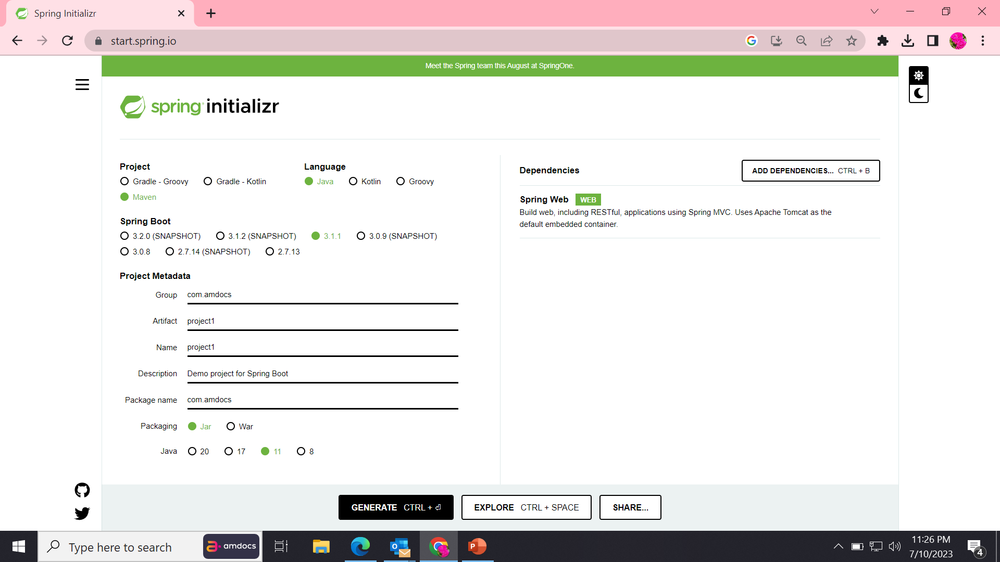 Spring Initializr
start.spring.io
Meet the Spring team this August at SpringOne.
spring initializr
Project
Gradle - Groovy Gradle - Kotlin
Maven
Language
Java Kotlin Groovy
Spring Boot
3.2.0 (SNAPSHOT) 3.1.2 (SNAPSHOT) 3.1.1 3.0.9 (SNAPSHOT)
3.0.8 2.7.14 (SNAPSHOT) 2.7.13
Project Metadata
Group com.amdocs
Artifact project1
Name project1
Description Demo project for Spring Boot
Package name com.amdocs
Packaging Jar War
Java 20 17 11 8
Dependencies
ADD DEPENDENCIES... CTRL + B
Spring Web WEB
Build web, including RESTful, applications using Spring MVC. Uses Apache Tomcat as the
default embedded container.
GENERATE CTRL + ⏎ EXPLORE CTRL + SPACE SHARE...
Type here to search
amdocs
11:26 PM
7/10/2023
4